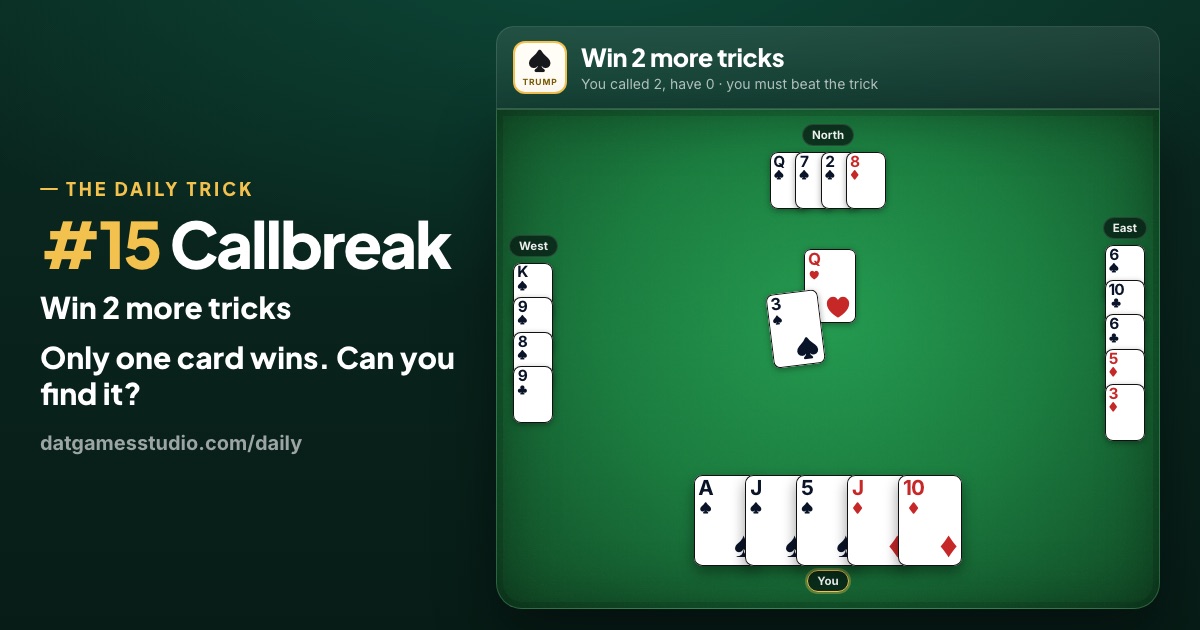 — THE DAILY TRICK
#15 Callbreak
Win 2 more tricks
Only one card wins. Can you
find it?
datgamesstudio.com/daily
TRUMP
Win 2 more tricks
You called 2, have 0 · you must beat the trick
North
Q 7 2 8
West
K
9
8
9
Q
3
East
6
10
6
5
3
A J 5 J 10
You